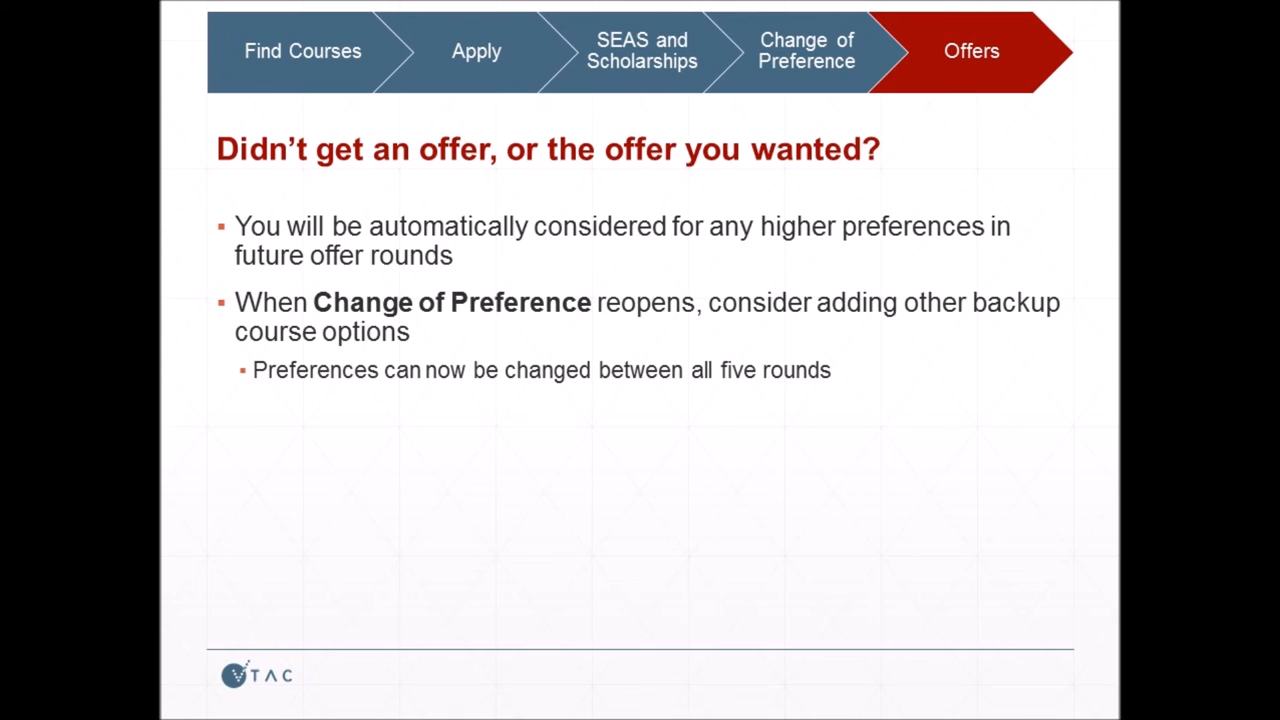 Find Courses
Apply
SEAS and
Scholarships
Change of
Preference
Offers
Didn’t get an offer, or the offer you wanted?
▪ You will be automatically considered for any higher preferences in
future offer rounds
▪ When Change of Preference reopens, consider adding other backup
course options
▪ Preferences can now be changed between all five rounds
VTAC